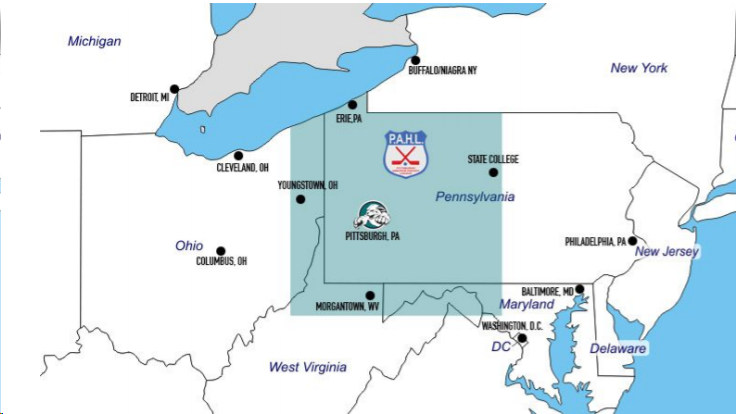 Michigan
BUFFALO/NIAGRA NY
New York
DETROIT, MI
ERIE,PA
P.A.H.L.
CLEVELAND, OH
STATE COLLEGE
YOUNGSTOWN, OH
Pennsylvania
PITTSBURGH, PA
Ohio
COLUMBUS, OH
PHILADELPHIA, PA
New Jersey
BALTIMORE, MD
MORGANTOWN, WV
Maryland
WASHINGTON, D.C.
DC
Delaware
West Virginia